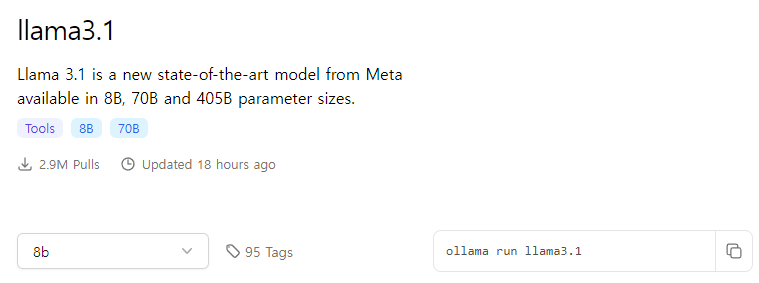 llama3.1
Llama 3.1 is a new state-of-the-art model from Meta
available in 8B, 70B and 405B parameter sizes.
Tools 8B 70B
2.9M Pulls Updated 18 hours ago
8b 95 Tags ollama run llama3.1